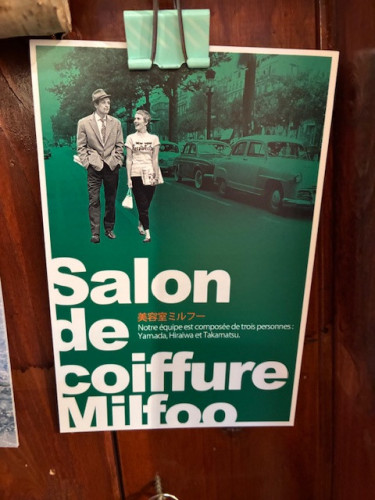 Salon
de
美容室ミルフー
Notre équipe est composée de trois personnes :
Yamada, Hiraiwa et Takamatsu.
coiffure
Milfoo